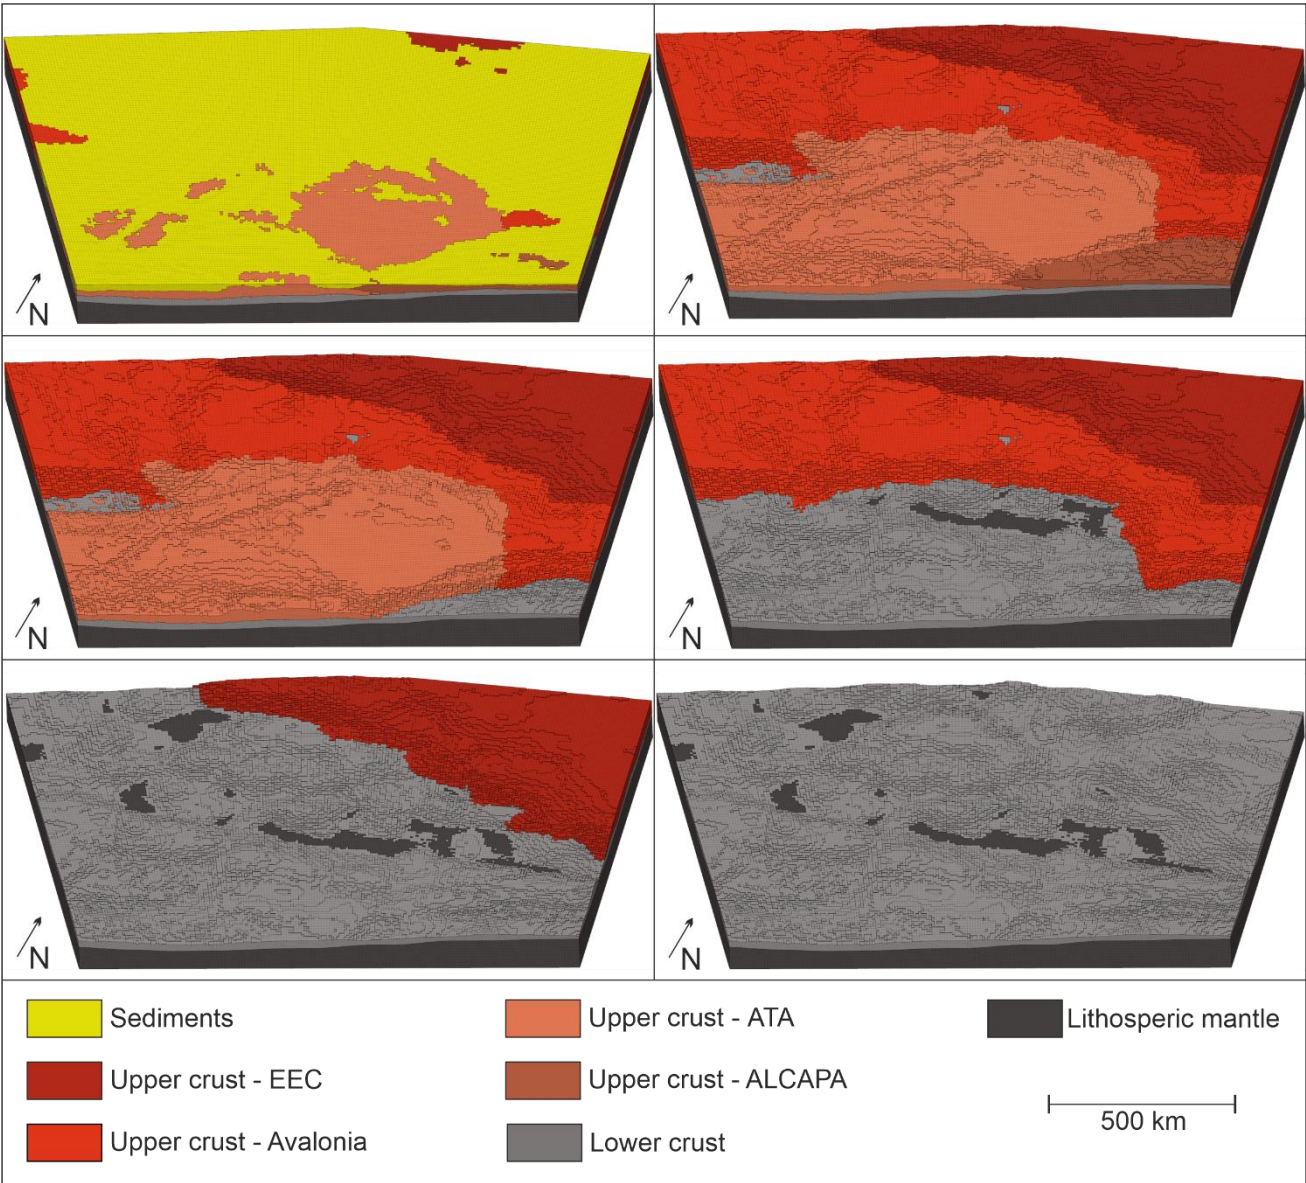 N
N
N
N
N
N
Sediments
Upper crust - ATA
Lithosperic mantle
Upper crust - EEC
Upper crust - ALCAPA
500 km
Upper crust - Avalonia
Lower crust